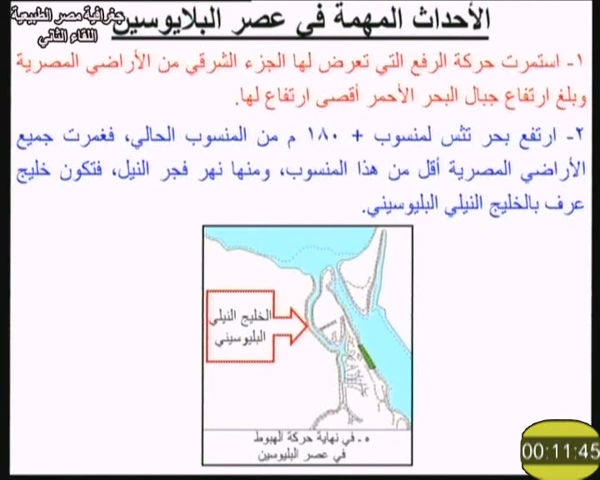 جغرافية مصر الطبيعية
اللقاء الثاني
الأحداث المهمة في عصر البلايوسين
١- استمرت حركة الرفع التي تعرض لها الجزء الشرقي من الأراضي المصرية
وبلغ ارتفاع جبال البحر الأحمر أقصى ارتفاع لها.
٢- ارتفع بحر تثس لمنسوب + ١٨٠ م من المنسوب الحالي، فغمرت جميع
الأراضي المصرية أقل من هذا المنسوب، ومنها نهر فجر النيل، فتكون خليج
عرف بالخليج النيلي البليوسيني.
الخليج النيلي
البليوسيني
٥ - في نهاية حركة الهبوط
في عصر البليوسين
00:11:45